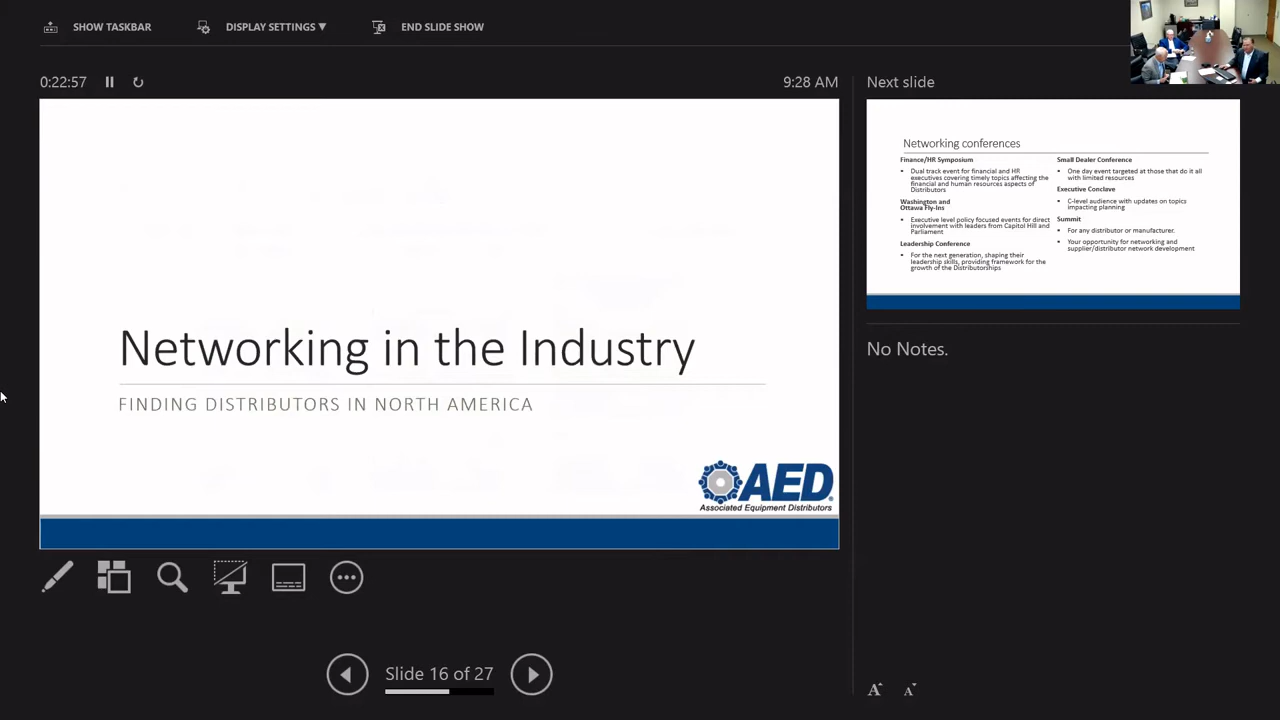 SHOW TASKBAR
DISPLAY SETTINGS ▼
END SLIDE SHOW
0:22:57
9:28 AM
Next slide
Networking in the Industry
FINDING DISTRIBUTORS IN NORTH AMERICA
AED®
Associated Equipment Distributors
Networking conferences
Finance/HR Symposium
• Dual track event for financial and HR
executives covering timely topics affecting the
financial and human resources aspects of
Distributors
Washington and
Ottawa Fly-Ins
• Executive level policy focused events for direct
involvement with leaders from Capitol Hill and
Parliament
Leadership Conference
• For the next generation, shaping their
leadership skills, providing framework for the
growth of the Distributorships
Small Dealer Conference
• One day event targeted at those that do it all
with limited resources
Executive Conclave
• C-level audience with updates on topics
impacting planning
Summit
• For any distributor or manufacturer.
• Your opportunity for networking and
supplier/distributor network development
No Notes.
Slide 16 of 27
A A